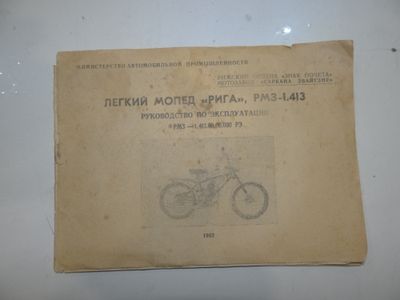 МИНИСТЕРСТВО АВТОМОБИЛЬНОЙ ПРОМЫШЛЕННОСТИ
РИЖСКИЙ ОРДЕНА «ЗНАК ПОЧЕТА»
МОТОЗАВОД «САРКАНА ЗВАЙГЗНЕ»
ЛЕГКИЙ МОПЕД «РИГА», РМЗ-1.413
РУКОВОДСТВО ПО ЭКСПЛУАТАЦИИ
РЭ